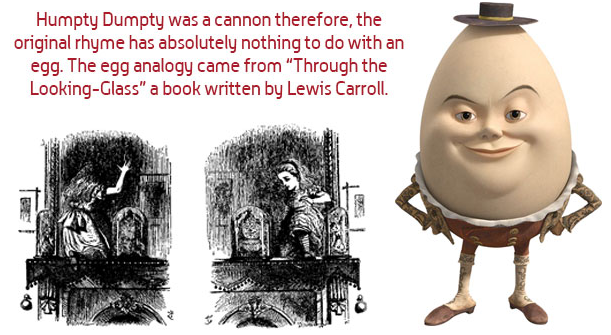 Humpty Dumpty was a cannon therefore, the
original rhyme has absolutely nothing to do with an
egg. The egg analogy came from “Through the
Looking-Glass” a book written by Lewis Carroll.